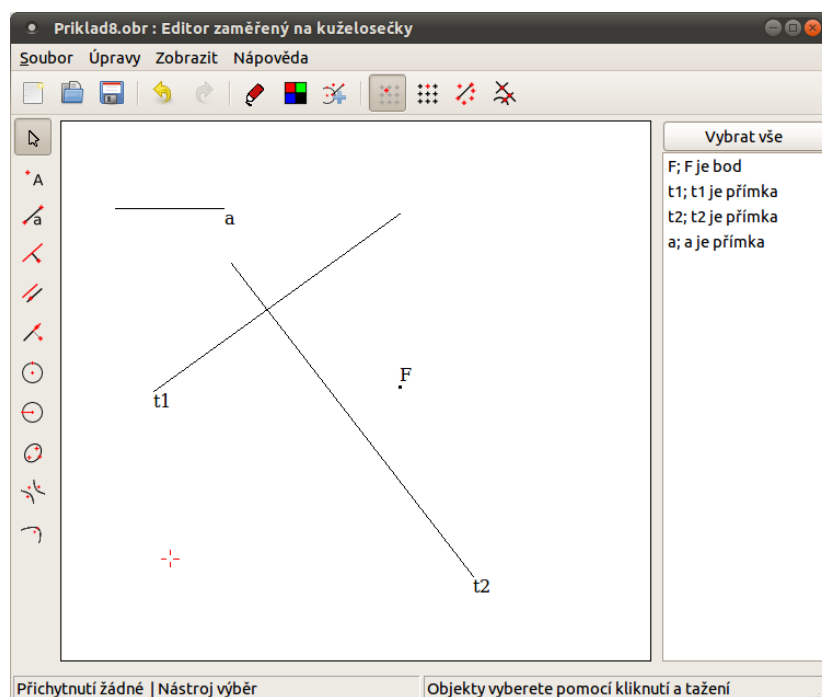 Priklad8.obr : Editor zaměřený na kuželosečky
Soubor Úpravy Zobrazit Nápověda
Vybrat vše
F; F je bod
t1; t1 je přímka
t2; t2 je přímka
a; a je přímka
A
a
a
F
t1
t2
Přichytnutí žádné | Nástroj výběr
Objekty vyberete pomocí kliknutí a tažení